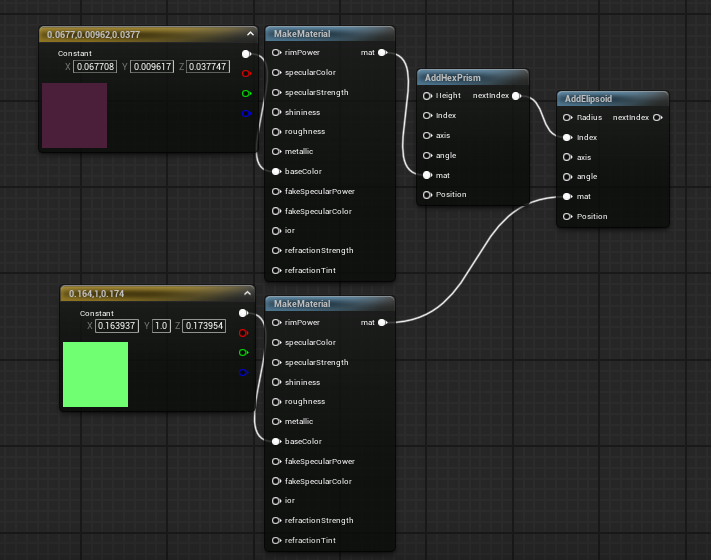 0.0677,0.00962,0.0377
Constant
X 0.067708 Y 0.009617 Z 0.037747
MakeMaterial
rimPower mat
specularColor
specularStrength
shininess
roughness
metallic
baseColor
fakeSpecularPower
fakeSpecularColor
ior
refractionStrength
refractionTint
AddHexPrism
Height nextIndex
Index
axis
angle
mat
Position
AddElipsoid
Radius nextIndex
Index
axis
angle
mat
Position
0.164,1,0.174
Constant
X 0.163937 Y 1.0 Z 0.173954
MakeMaterial
rimPower mat
specularColor
specularStrength
shininess
roughness
metallic
baseColor
fakeSpecularPower
fakeSpecularColor
ior
refractionStrength
refractionTint